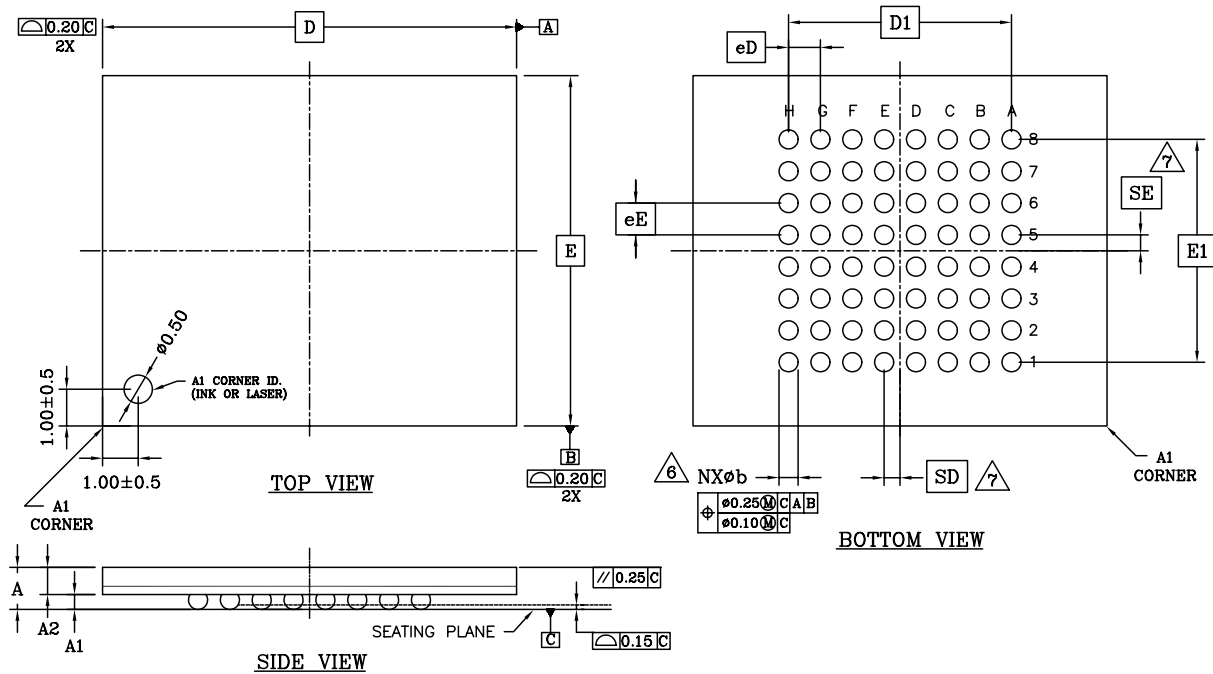 ⌓ 0.20 C
2X
D
A
E
ø0.50
A1 CORNER ID.
(INK OR LASER)
1.00±0.5
1.00±0.5
A1
CORNER
TOP VIEW
B
⌓ 0.20 C
2X
D1
eD
H G F E D C B A
8
7
6
5
4
3
2
1
7
SE
eE
E1
6
NXøb
⌖ ø0.25Ⓜ C A B
ø0.10Ⓜ C
SD
7
A1
CORNER
BOTTOM VIEW
A
A2
A1
// 0.25 C
SEATING PLANE
C
⌓ 0.15 C
SIDE VIEW